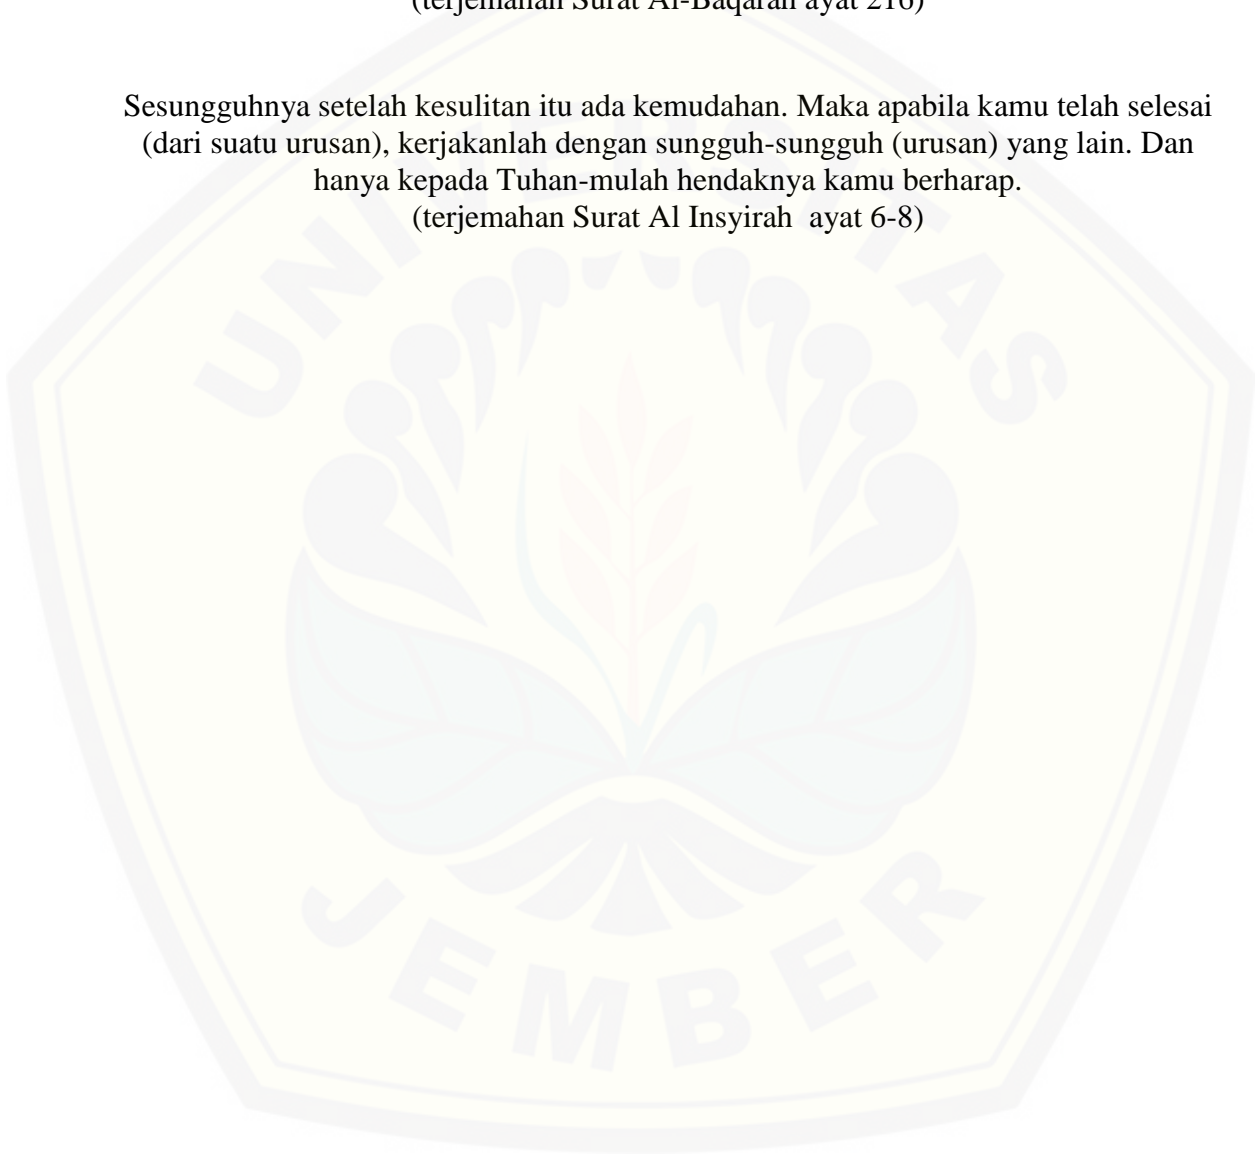 (terjemahan Surat Al-Baqarah ayat 216)
Sesungguhnya setelah kesulitan itu ada kemudahan. Maka apabila kamu telah selesai
(dari suatu urusan), kerjakanlah dengan sungguh-sungguh (urusan) yang lain. Dan
hanya kepada Tuhan-mulah hendaknya kamu berharap.
(terjemahan Surat Al Insyirah ayat 6-8)
UNIVERSITAS
JEMBER